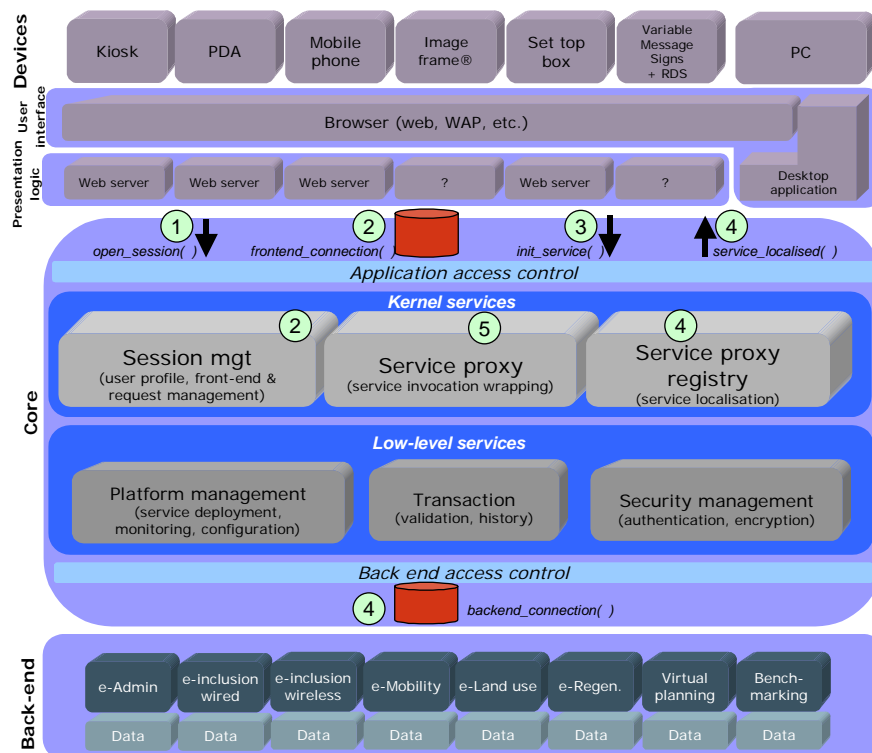 Devices
Kiosk
PDA
Mobile
phone
Image
frame®
Set top
box
Variable
Message
Signs
+ RDS
PC
User
interface
Browser (web, WAP, etc.)
Presentation
logic
Web server
Web server
Web server
?
Web server
?
Desktop
application
1
2
3
4
open_session( )
frontend_connection( )
init_service( )
service_localised( )
Application access control
Core
Kernel services
2
5
4
Session mgt
(user profile, front-end &
request management)
Service proxy
(service invocation wrapping)
Service proxy
registry
(service localisation)
Low-level services
Platform management
(service deployment,
monitoring, configuration)
Transaction
(validation, history)
Security management
(authentication, encryption)
Back end access control
4
backend_connection( )
Back-end
e-Admin
e-inclusion
wired
e-inclusion
wireless
e-Mobility
e-Land use
e-Regen.
Virtual
planning
Bench-
marking
Data
Data
Data
Data
Data
Data
Data
Data